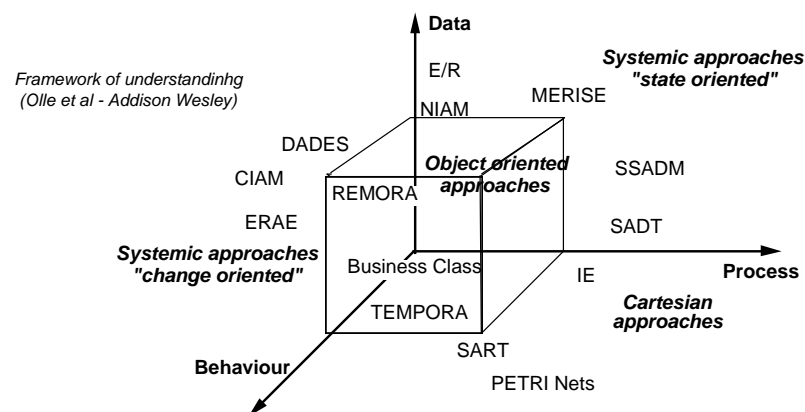 Data
Systemic approaches
"state oriented"
Framework of understandinhg
(Olle et al - Addison Wesley)
E/R
MERISE
NIAM
DADES
Object oriented
approaches
SSADM
CIAM
REMORA
ERAE
SADT
Systemic approaches
"change oriented"
Business Class
IE
Process
Cartesian
approaches
TEMPORA
SART
Behaviour
PETRI Nets